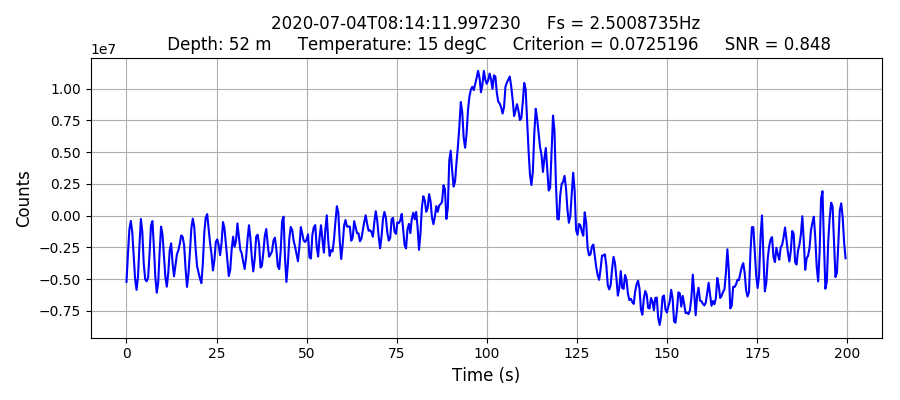 2020-07-04T08:14:11.997230 Fs = 2.5008735Hz
Depth: 52 m Temperature: 15 degC Criterion = 0.0725196 SNR = 0.848
1e7
1.00
0.75
0.50
0.25
0.00
−0.25
−0.50
−0.75
Counts
0 25 50 75 100 125 150 175 200
Time (s)